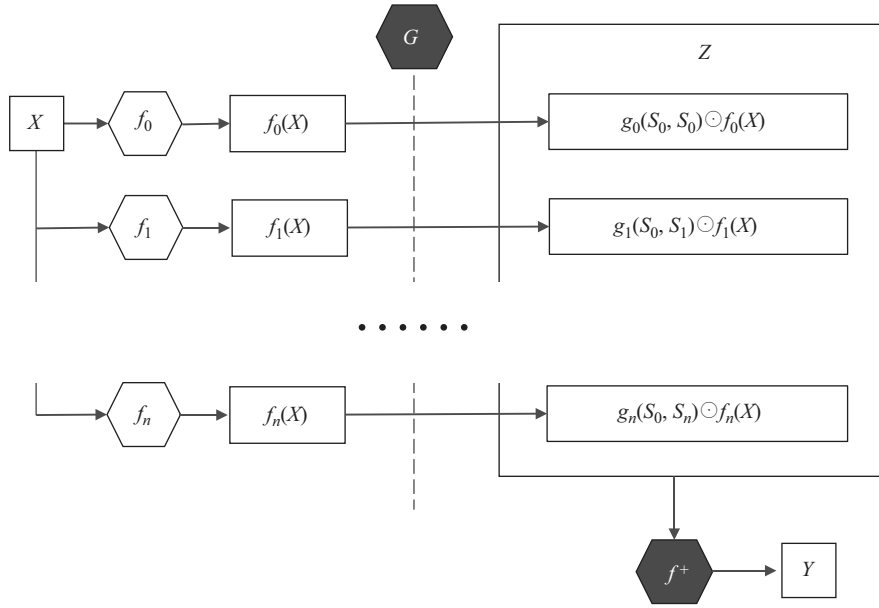 G
Z
X f₀ f₀(X) g₀(S₀, S₀)⊙f₀(X)
f₁ f₁(X) g₁(S₀, S₁)⊙f₁(X)
······
fₙ fₙ(X) gₙ(S₀, Sₙ)⊙fₙ(X)
f⁺ Y